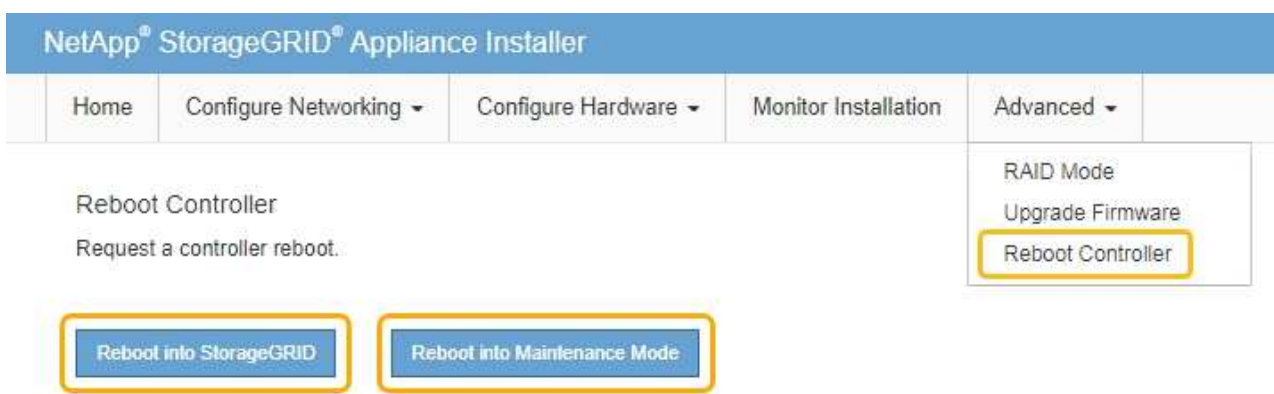 NetApp® StorageGRID® Appliance Installer
Home Configure Networking Configure Hardware Monitor Installation Advanced
RAID Mode
Upgrade Firmware
Reboot Controller
Reboot Controller
Request a controller reboot.
Reboot into StorageGRID Reboot into Maintenance Mode